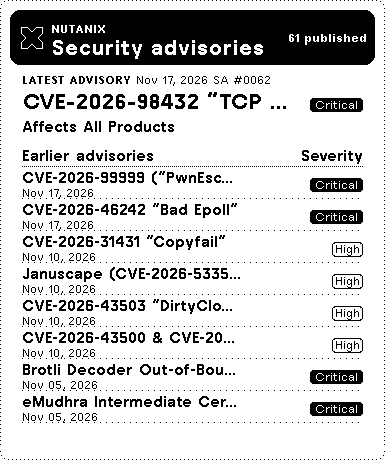 NUTANIX
Security advisories
61 published
LATEST ADVISORY Nov 17, 2026 SA #0062
CVE-2026-98432 “TCP ...
Critical
Affects All Products
Earlier advisories
Severity
CVE-2026-99999 (“PwnEsc...
Nov 17, 2026
Critical
CVE-2026-46242 “Bad Epoll”
Nov 17, 2026
Critical
CVE-2026-31431 “Copyfail”
Nov 10, 2026
High
Januscape (CVE-2026-5335...
Nov 10, 2026
High
CVE-2026-43503 “DirtyClo...
Nov 10, 2026
High
CVE-2026-43500 & CVE-20...
Nov 10, 2026
High
Brotli Decoder Out-of-Bou...
Nov 05, 2026
Critical
eMudhra Intermediate Cer...
Nov 05, 2026
Critical